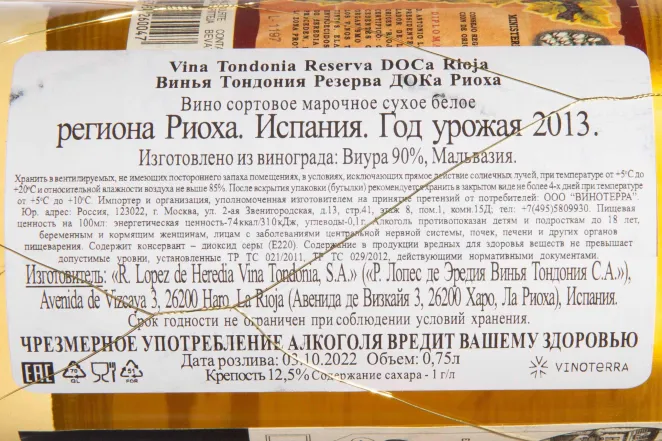 Vina Tondonia Reserva DOCa Rioja
Винья Тондония Резерва ДОКа Риоха
Вино сортовое марочное сухое белое
региона Риоха. Испания. Год урожая 2013.
Изготовлено из винограда: Виура 90%, Мальвазия.
Хранить в вентилируемых, не имеющих постороннего запаха помещениях, в условиях, исключающих прямое действие солнечных лучей, при температуре от +5°С до
+20°С и относительной влажности воздуха не выше 85%. После вскрытия упаковки (бутылки) рекомендуется хранить в закрытом виде не более 4-х дней при температуре
от +5°С до +10°С. Импортер и организация, уполномоченная изготовителем на принятие претензий от потребителей: ООО "ВИНОТЕРРА".
Юр. адрес: Россия, 123022, г. Москва, ул. 2-ая Звенигородская, д.13, стр.41, этаж 8, пом.1, комн.15Д; тел: +7(495)5809930. Пищевая
ценность на 100мл: энергетическая ценность-74ккал/310кДж, углеводы-0,1г. Алкоголь противопоказан детям и подросткам до 18 лет,
беременным и кормящим женщинам, лицам с заболеваниями центральной нервной системы, почек, печени и других органов
пищеварения. Содержит консервант – диоксид серы (Е220). Содержание в продукции вредных для здоровья веществ не превышает
допустимые уровни, установленные ТР ТС 021/2011, ТР ТС 029/2012, действующими нормативными документами.
Изготовитель: «R. Lopez de Heredia Vina Tondonia, S.A.» («Р. Лопес де Эредия Винья Тондония С.А.»),
Avenida de Vizcaya 3, 26200 Haro, La Rioja (Авенида де Визкайя 3, 26200 Харо, Ла Риоха), Испания.
Срок годности не ограничен при соблюдении условий хранения.
ЧРЕЗМЕРНОЕ УПОТРЕБЛЕНИЕ АЛКОГОЛЯ ВРЕДИТ ВАШЕМУ ЗДОРОВЬЮ
Дата розлива: 03.10.2022 Объем: 0,75л
Крепость 12,5% Содержание сахара - 1 г/л
EAC
VINOTERRA